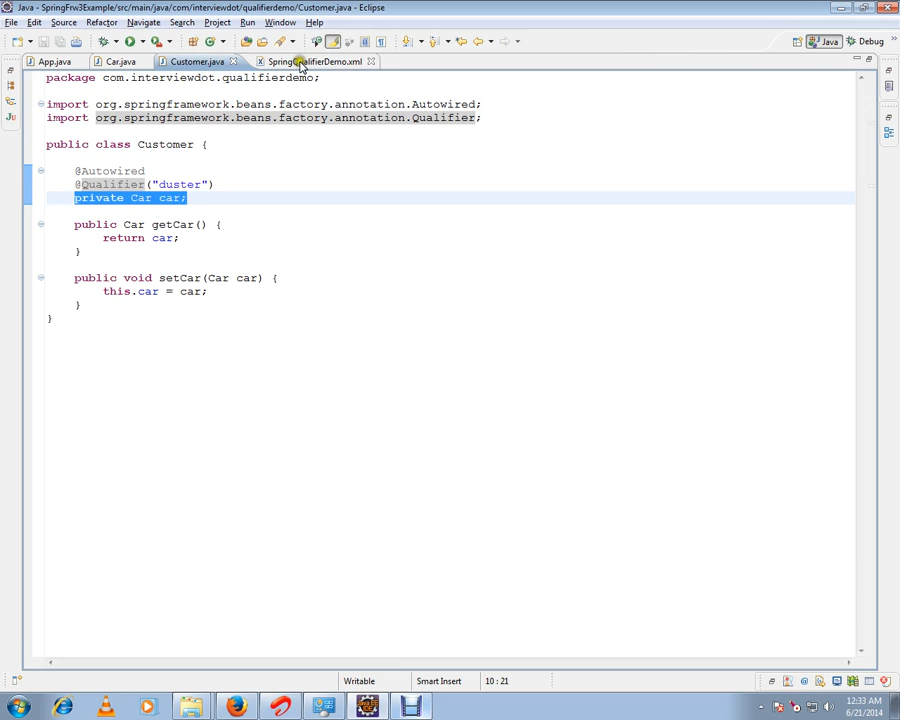 Java - SpringFrw3Example/src/main/java/com/interviewdot/qualifierdemo/Customer.java - Eclipse
File Edit Source Refactor Navigate Search Project Run Window Help
Java Debug
App.java Car.java Customer.java SpringQualifierDemo.xml
package com.interviewdot.qualifierdemo;
import org.springframework.beans.factory.annotation.Autowired;
import org.springframework.beans.factory.annotation.Qualifier;
public class Customer {
@Autowired
@Qualifier("duster")
private Car car;
public Car getCar() {
return car;
}
public void setCar(Car car) {
this.car = car;
}
}
Writable Smart Insert 10 : 21
12:33 AM
6/21/2014